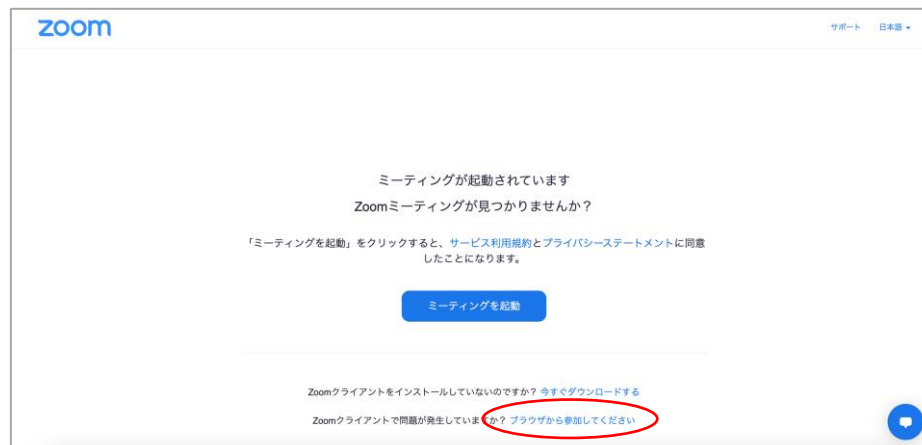 zoom
サポート 日本語
ミーティングが起動されています
Zoomミーティングが見つかりませんか？
「ミーティングを起動」をクリックすると、サービス利用規約とプライバシーステートメントに同意
したことになります。
ミーティングを起動
Zoomクライアントをインストールしていないのですか？ 今すぐダウンロードする
Zoomクライアントで問題が発生していますか？ ブラウザから参加してください